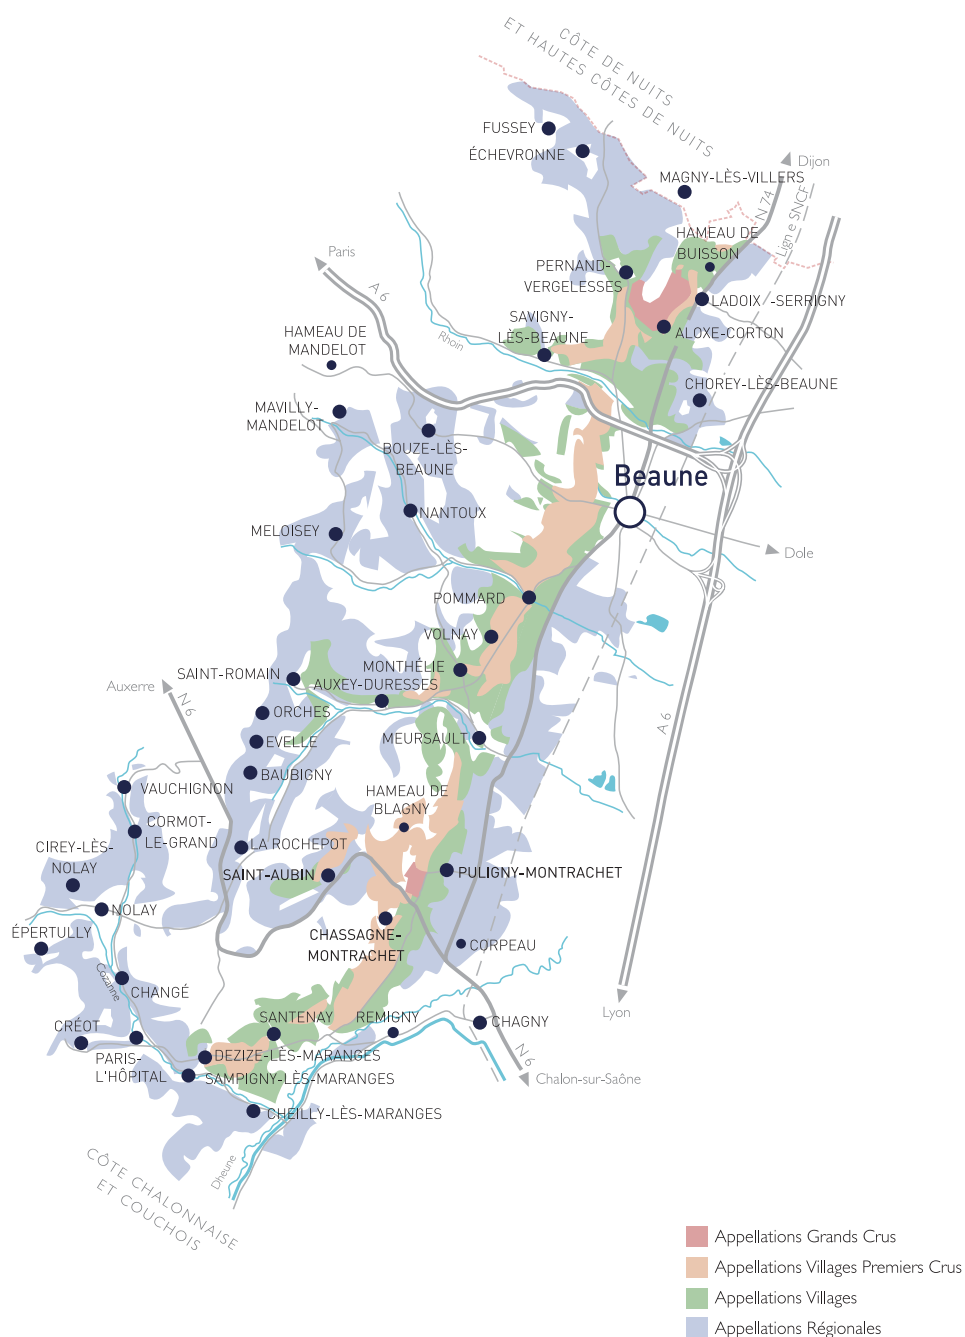 CÔTE DE NUITS
ET HAUTES CÔTES DE NUITS
FUSSEY
ÉCHEVRONNE
Dijon
MAGNY-LÈS-VILLERS
N 74
Ligne SNCF
HAMEAU DE
BUISSON
Paris
PERNAND-
VERGELESSES
A 6
LADOIX -SERRIGNY
SAVIGNY-
LÈS-BEAUNE
ALOXE-CORTON
HAMEAU DE
MANDELOT
Rhoin
CHOREY-LÈS-BEAUNE
MAVILLY-
MANDELOT
BOUZE-LÈS-
BEAUNE
Beaune
NANTOUX
MELOISEY
Dole
POMMARD
VOLNAY
MONTHÉLIE
SAINT-ROMAIN
AUXEY-DURESSES
Auxerre
N 6
ORCHES
A 6
EVELLE
MEURSAULT
BAUBIGNY
VAUCHIGNON
HAMEAU DE
BLAGNY
CORMOT-
LE-GRAND
CIREY-LÈS-
NOLAY
LA ROCHEPOT
SAINT-AUBIN
PULIGNY-MONTRACHET
NOLAY
ÉPERTULLY
CHASSAGNE-
MONTRACHET
CORPEAU
Cozanne
CHANGÉ
Lyon
CRÉOT
SANTENAY
REMIGNY
CHAGNY
PARIS-
L'HÔPITAL
DEZIZE-LÈS-MARANGES
N 6
SAMPIGNY-LÈS-MARANGES
Chalon-sur-Saône
CHEILLY-LÈS-MARANGES
Dheune
CÔTE CHALONNAISE
ET COUCHOIS
Appellations Grands Crus
Appellations Villages Premiers Crus
Appellations Villages
Appellations Régionales